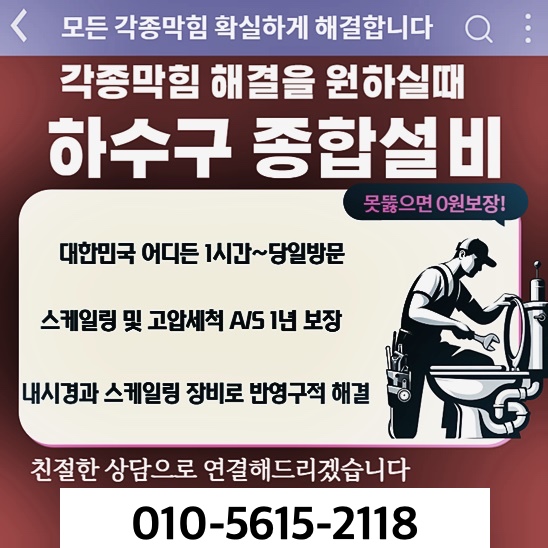 모든 각종막힘 확실하게 해결합니다
각종막힘 해결을 원하실때
하수구 종합설비
못뚫으면 0원보장!
대한민국 어디든 1시간~당일방문
스케일링 및 고압세척 A/S 1년 보장
내시경과 스케일링 장비로 반영구적 해결
친절한 상담으로 연결해드리겠습니다
010-5615-2118